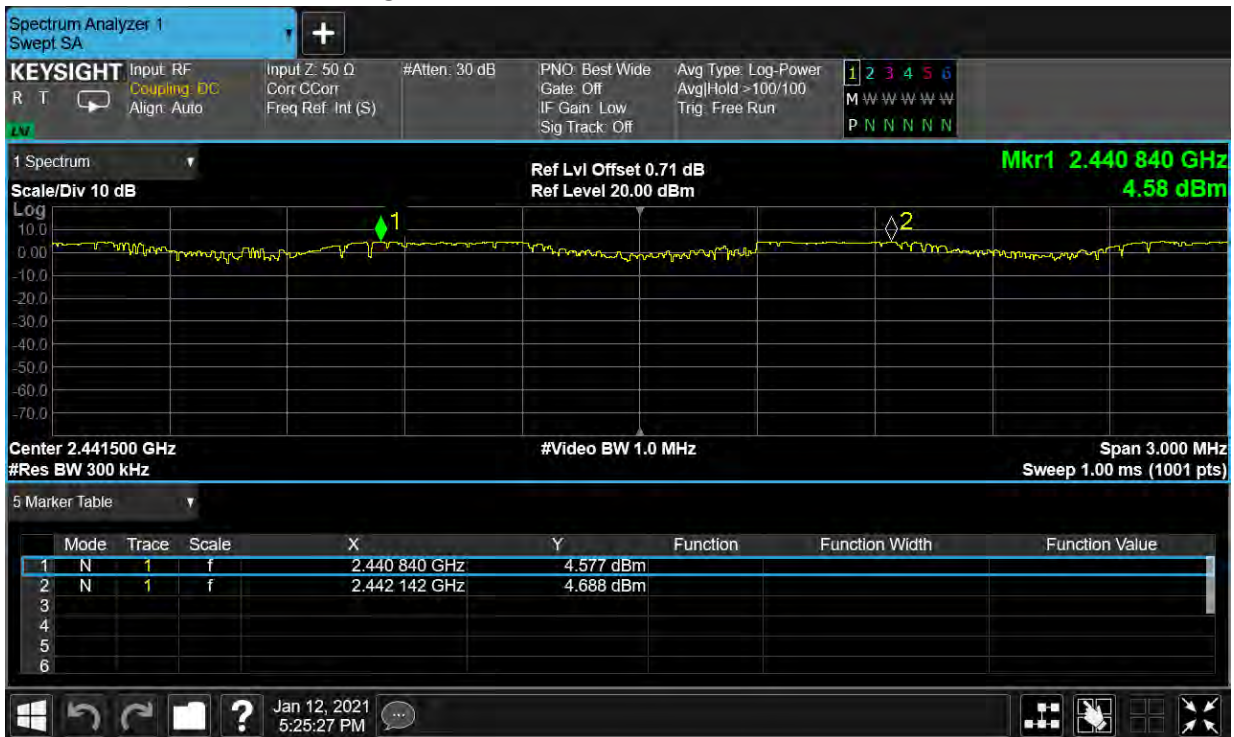 Spectrum Analyzer 1
Swept SA
+
KEYSIGHT Input: RF Input Z: 50 Ω #Atten: 30 dB PNO: Best Wide Avg Type: Log-Power 1 2 3 4 5 6
R T Coupling: DC Corr CCorr Gate: Off Avg|Hold:>100/100 M W W W W W
Align: Auto Freq Ref: Int (S) IF Gain: Low Trig: Free Run
Sig Track: Off P N N N N N
1 Spectrum Ref Lvl Offset 0.71 dB Mkr1 2.440 840 GHz
Scale/Div 10 dB Ref Level 20.00 dBm 4.58 dBm
Log
10.0 1 2
0.00
-10.0
-20.0
-30.0
-40.0
-50.0
-60.0
-70.0
Center 2.441500 GHz #Video BW 1.0 MHz Span 3.000 MHz
#Res BW 300 kHz Sweep 1.00 ms (1001 pts)
5 Marker Table
Mode Trace Scale X Y Function Function Width Function Value
1 N 1 f 2.440 840 GHz 4.577 dBm
2 N 1 f 2.442 142 GHz 4.688 dBm
3
4
5
6
? Jan 12, 2021
5:25:27 PM